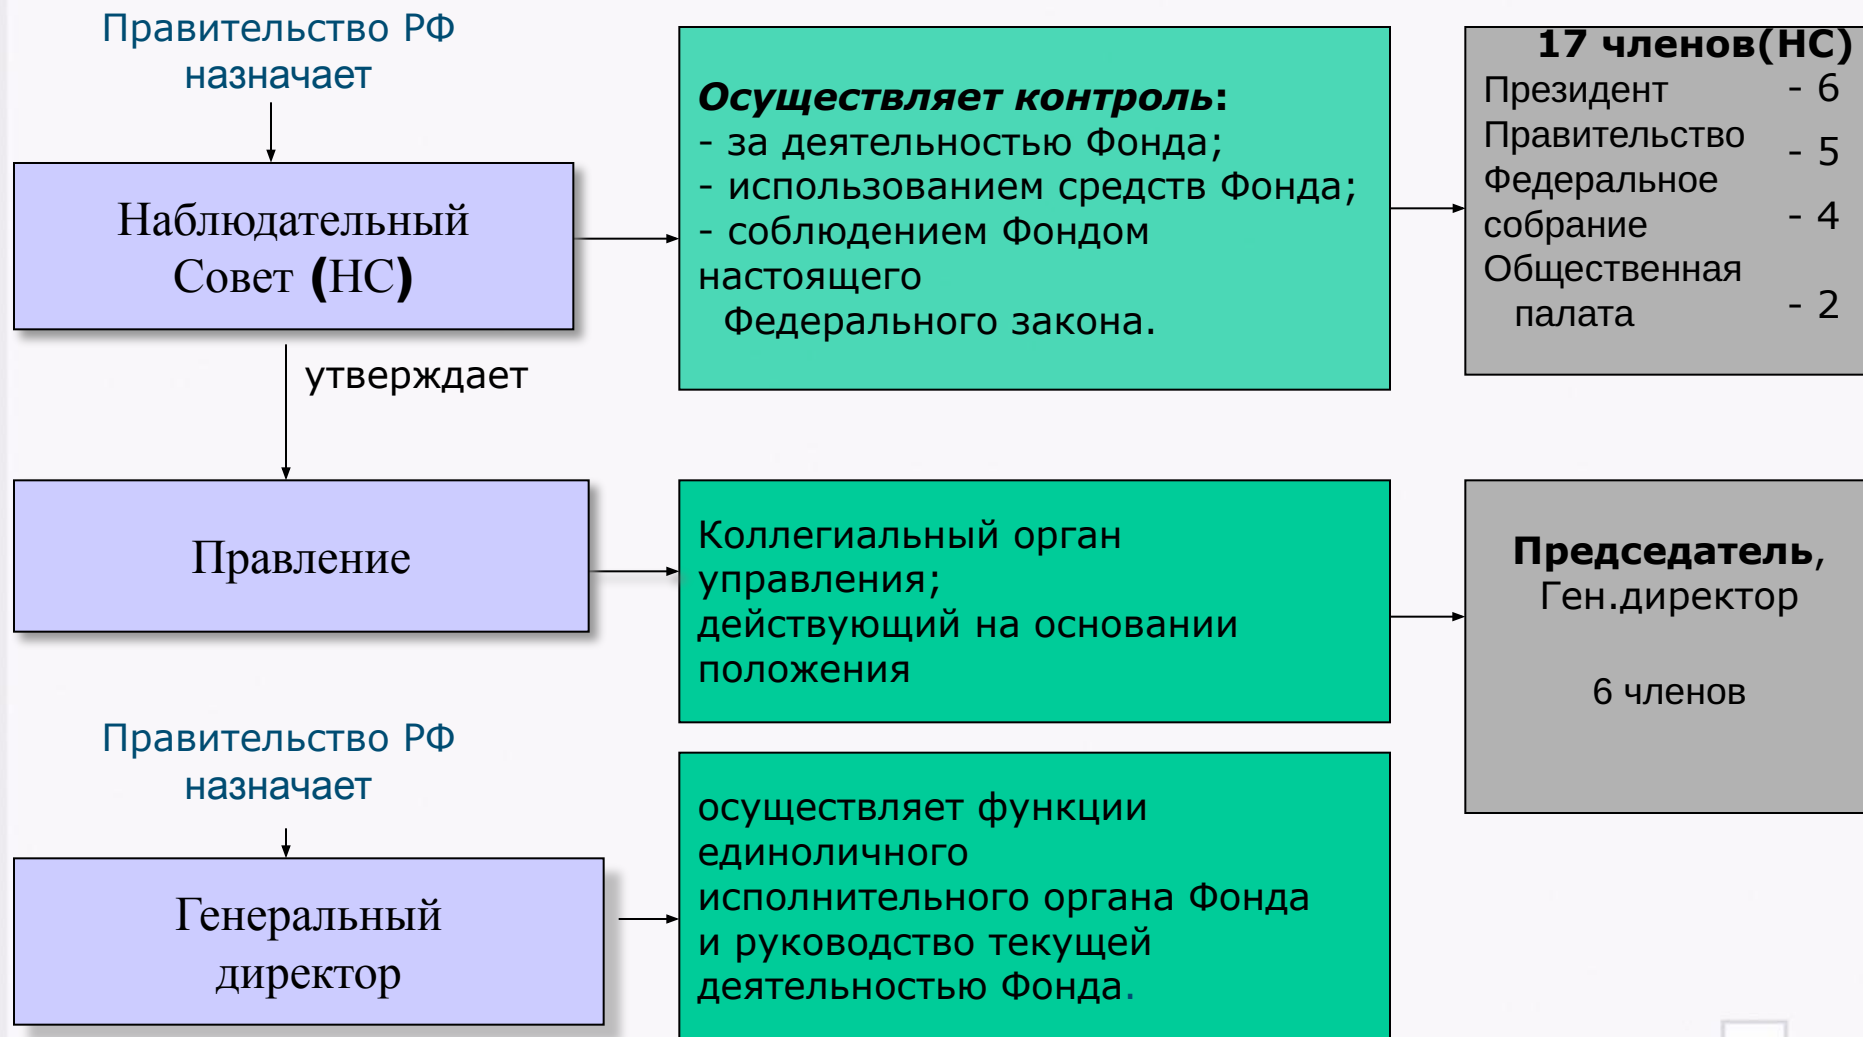 Правительство РФ
назначает
Наблюдательный
Совет (НС)
Осуществляет контроль:
- за деятельностью Фонда;
- использованием средств Фонда;
- соблюдением Фондом
настоящего
Федерального закона.
17 членов(НС)
Президент - 6
Правительство - 5
Федеральное
собрание - 4
Общественная
палата - 2
утверждает
Правление
Коллегиальный орган
управления;
действующий на основании
положения
Председатель,
Ген.директор
6 членов
Правительство РФ
назначает
Генеральный
директор
осуществляет функции
единоличного
исполнительного органа Фонда
и руководство текущей
деятельностью Фонда.